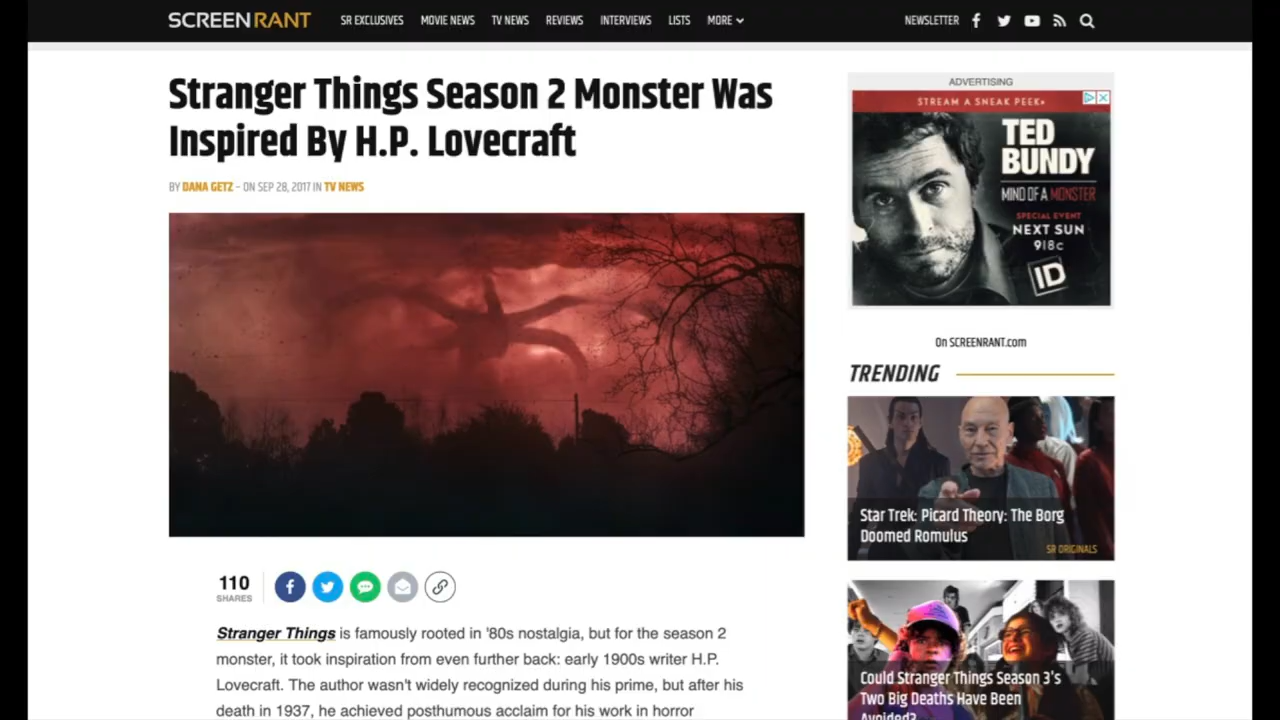 SCREENRANT
SR EXCLUSIVES MOVIE NEWS TV NEWS REVIEWS INTERVIEWS LISTS MORE
NEWSLETTER
Stranger Things Season 2 Monster Was
Inspired By H.P. Lovecraft
BY DANA GETZ - ON SEP 28, 2017 IN TV NEWS
110
SHARES
Stranger Things is famously rooted in '80s nostalgia, but for the season 2
monster, it took inspiration from even further back: early 1900s writer H.P.
Lovecraft. The author wasn't widely recognized during his prime, but after his
death in 1937, he achieved posthumous acclaim for his work in horror
ADVERTISING
STREAM A SNEAK PEEK»
TED
BUNDY
MIND OF A MONSTER
SPECIAL EVENT
NEXT SUN
9|8c
ID
On SCREENRANT.com
TRENDING
Star Trek: Picard Theory: The Borg
Doomed Romulus
SR ORIGINALS
Could Stranger Things Season 3's
Two Big Deaths Have Been
Avoided?